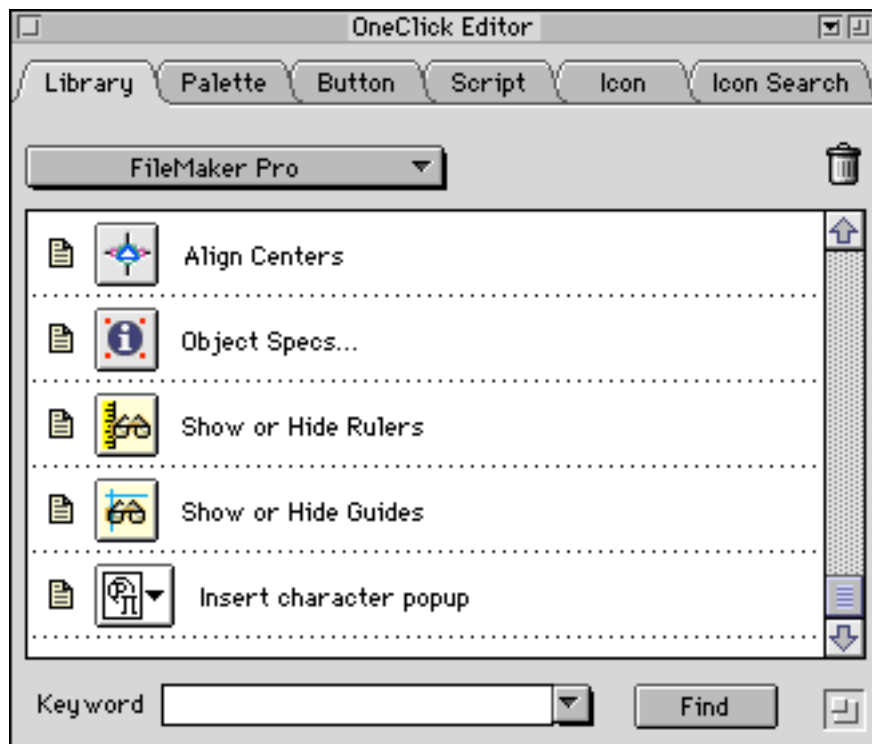 OneClick Editor
Library Palette Button Script Icon Icon Search
FileMaker Pro
Align Centers
Object Specs...
Show or Hide Rulers
Show or Hide Guides
Insert character popup
Keyword Find